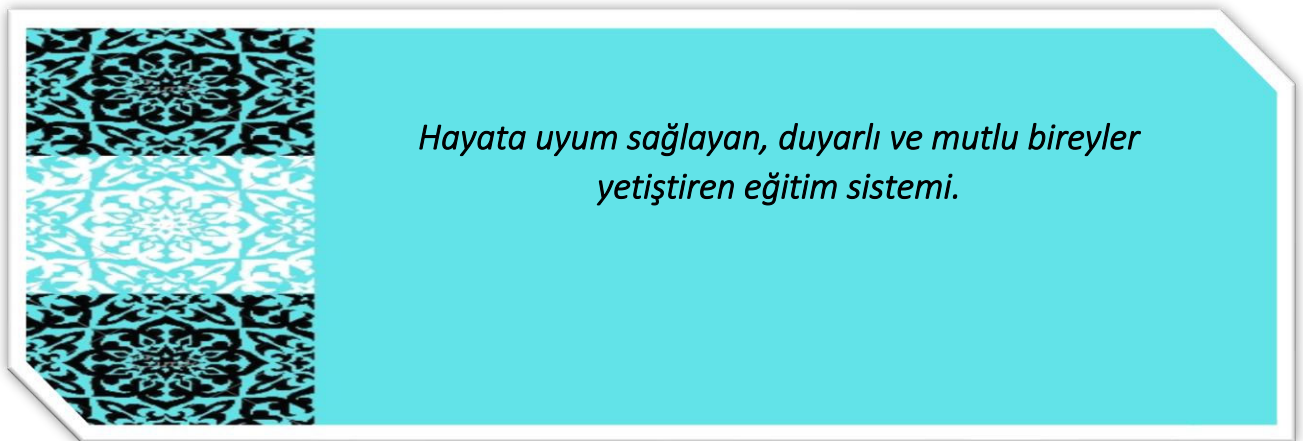 Hayata uyum sağlayan, duyarlı ve mutlu bireyler
yetiştiren eğitim sistemi.